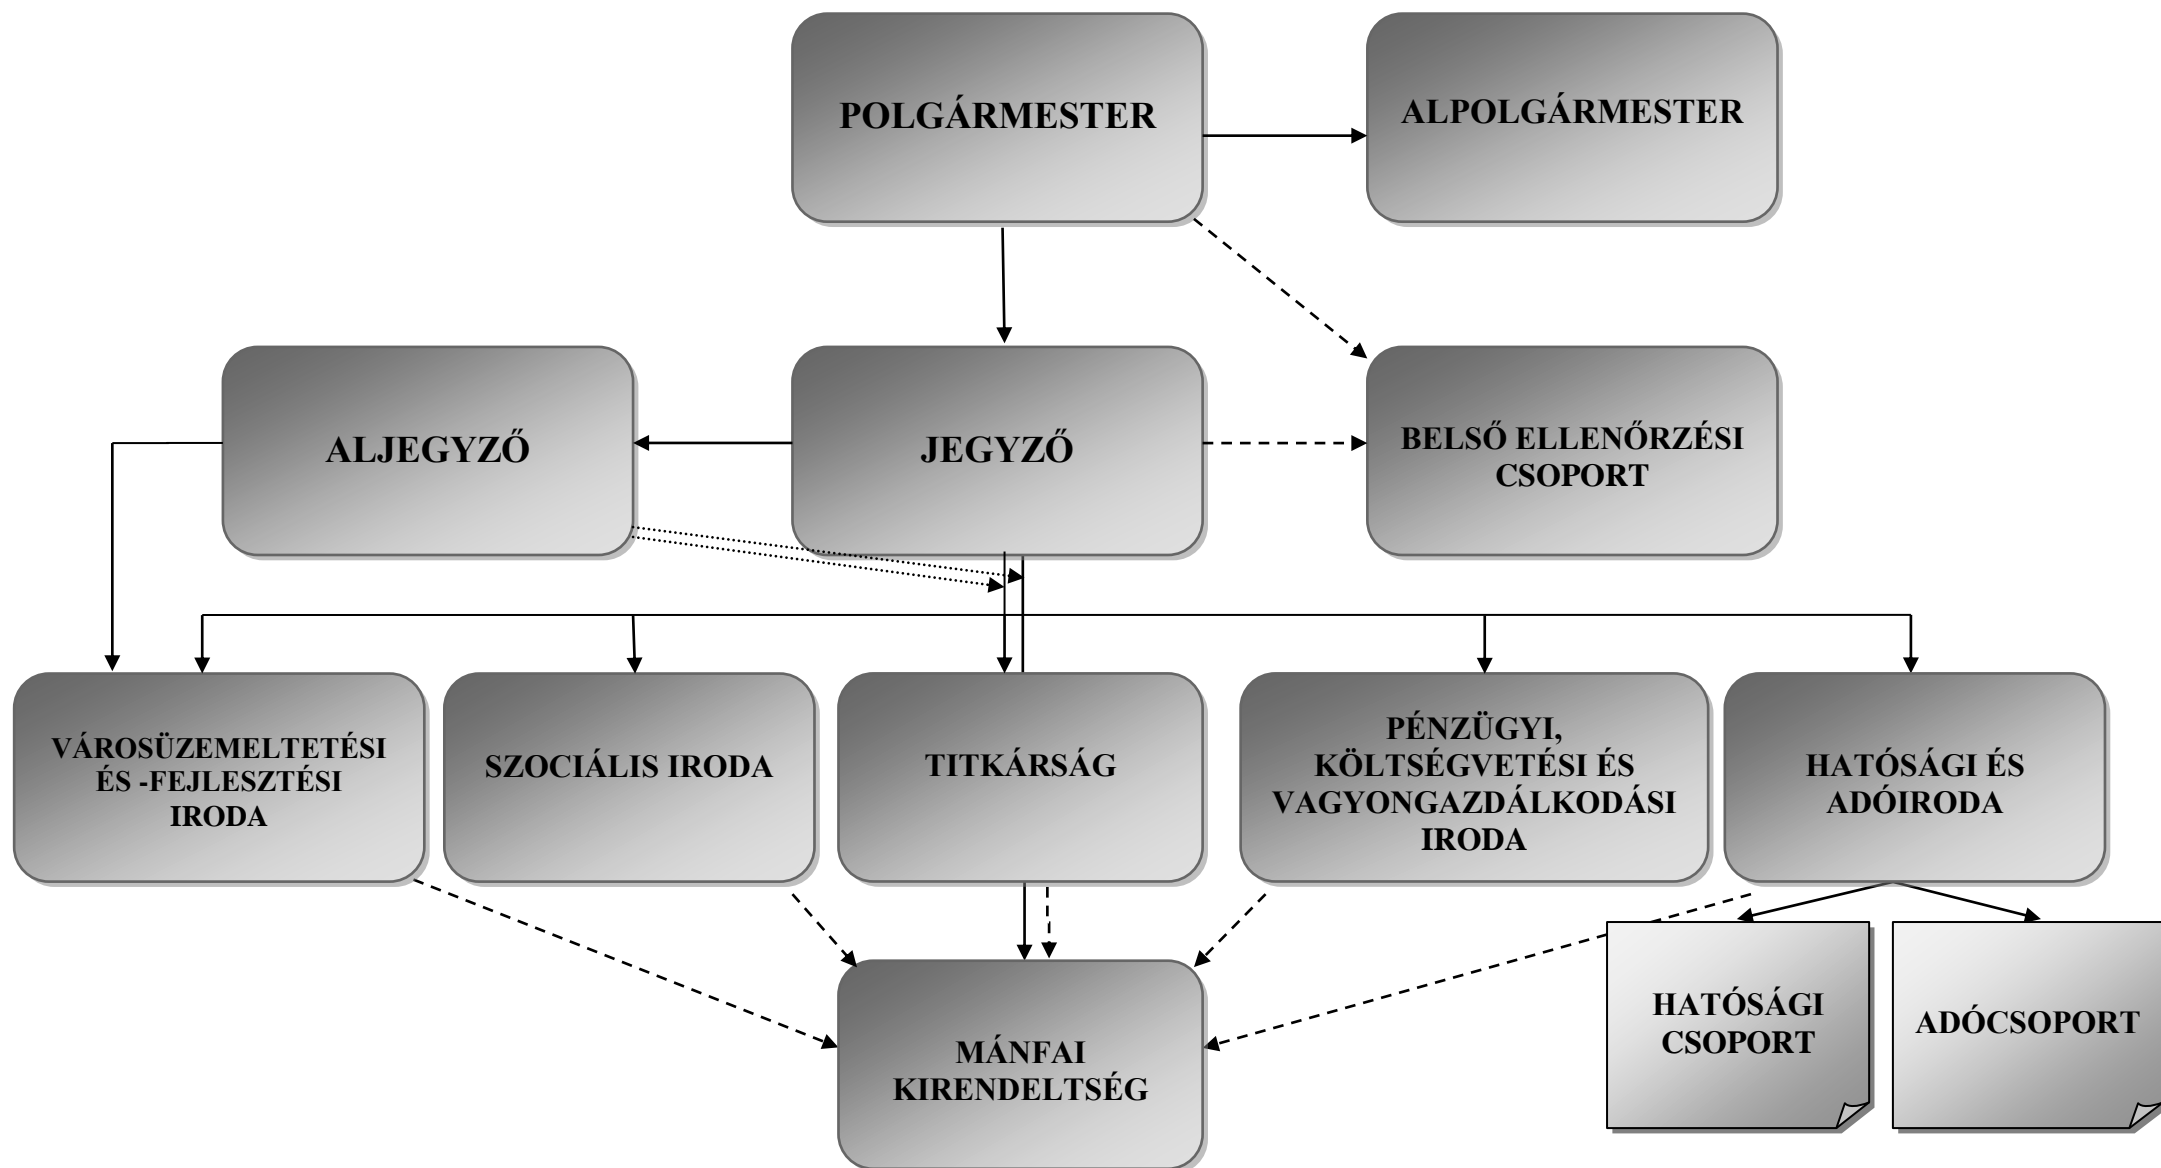 POLGÁRMESTER
ALPOLGÁRMESTER
ALJEGYZŐ
JEGYZŐ
BELSŐ ELLENŐRZÉSI
CSOPORT
VÁROSÜZEMELTETÉSI
ÉS -FEJLESZTÉSI
IRODA
SZOCIÁLIS IRODA
TITKÁRSÁG
PÉNZÜGYI,
KÖLTSÉGVETÉSI ÉS
VAGYONGAZDÁLKODÁSI
IRODA
HATÓSÁGI ÉS
ADÓIRODA
MÁNFAI
KIRENDELTSÉG
HATÓSÁGI
CSOPORT
ADÓCSOPORT